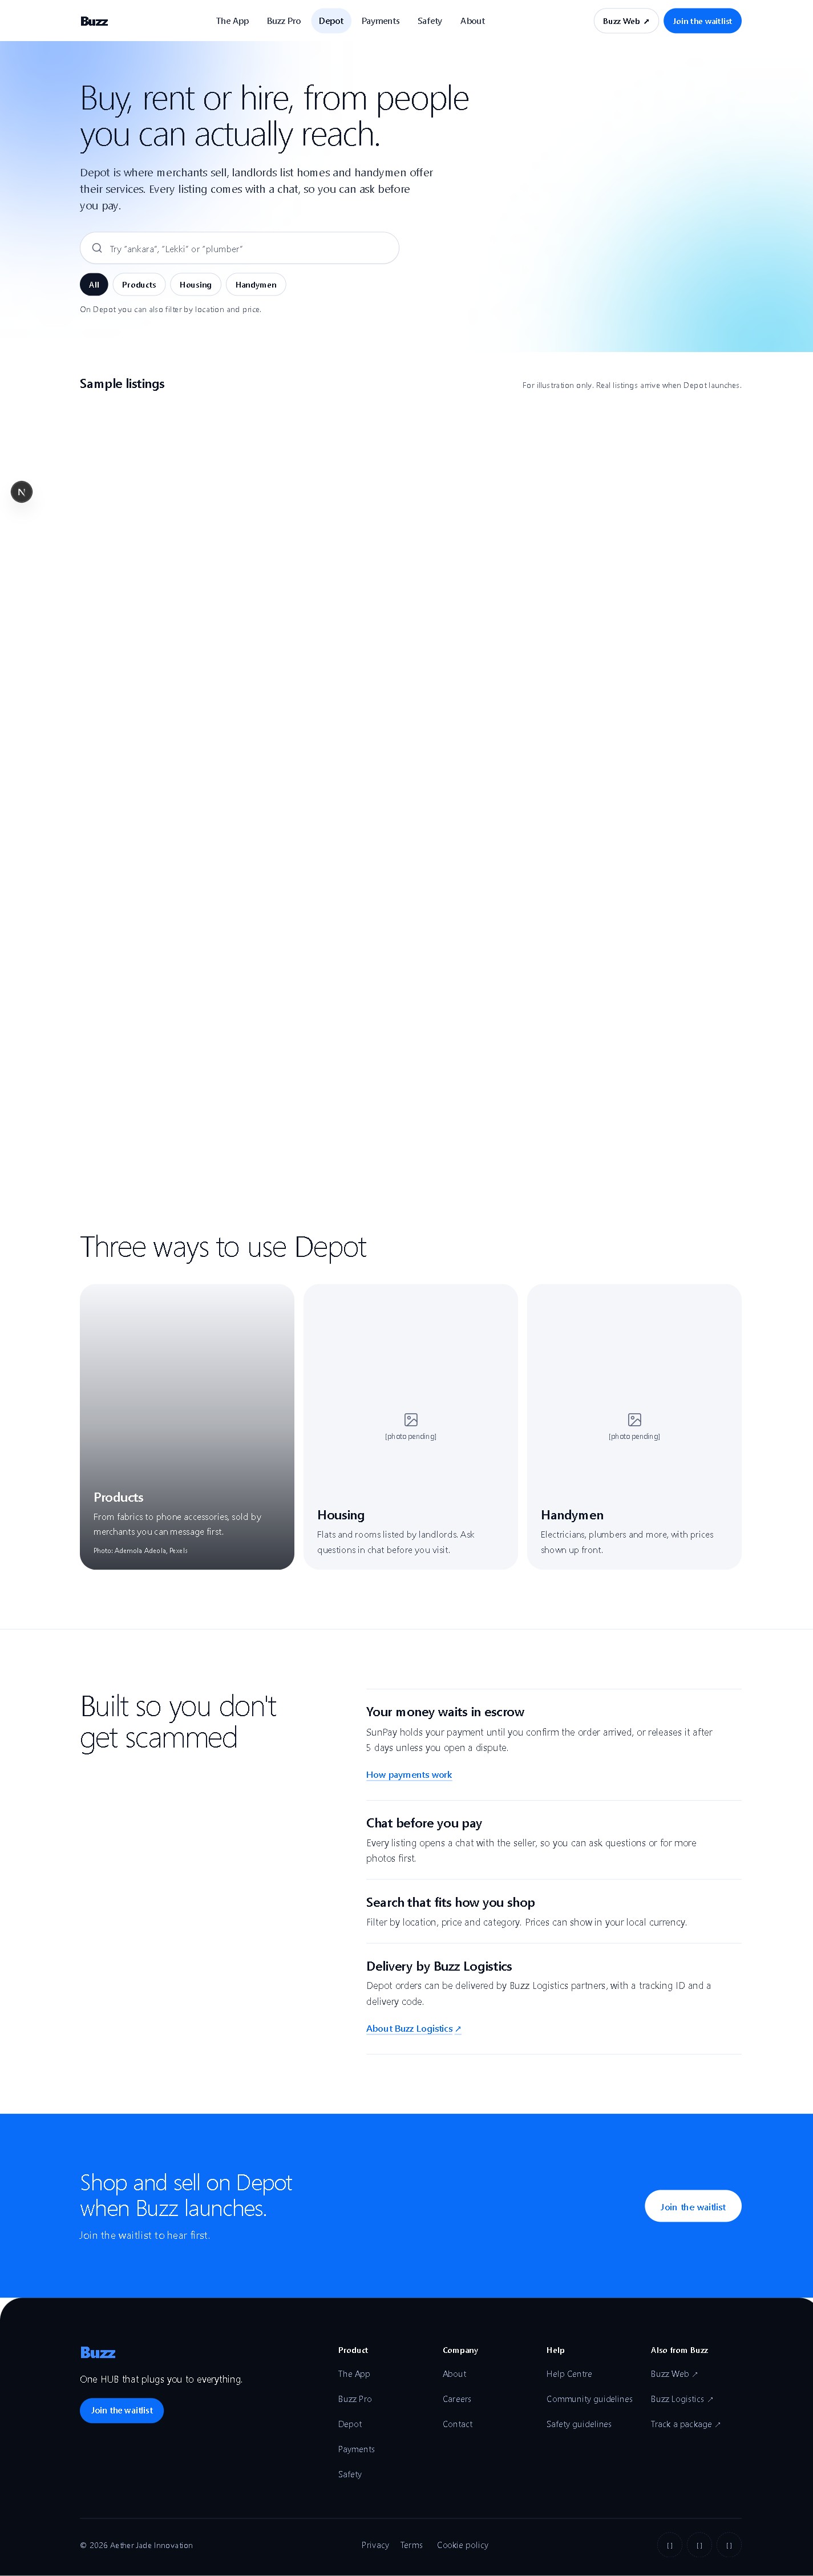 Buzz
The App Buzz Pro Depot Payments Safety About
Buzz Web ↗ Join the waitlist
Buy, rent or hire, from people
you can actually reach.
Depot is where merchants sell, landlords list homes and handymen offer
their services. Every listing comes with a chat, so you can ask before
you pay.
Try "ankara", "Lekki" or "plumber"
All Products Housing Handymen
On Depot you can also filter by location and price.
Sample listings
For illustration only. Real listings arrive when Depot launches.
N
Three ways to use Depot
Products
From fabrics to phone accessories, sold by
merchants you can message first.
Photo: Ademola Adeola, Pexels
[photo pending]
Housing
Flats and rooms listed by landlords. Ask
questions in chat before you visit.
[photo pending]
Handymen
Electricians, plumbers and more, with prices
shown up front.
Built so you don't
get scammed
Your money waits in escrow
SunPay holds your payment until you confirm the order arrived, or releases it after
5 days unless you open a dispute.
How payments work
Chat before you pay
Every listing opens a chat with the seller, so you can ask questions or for more
photos first.
Search that fits how you shop
Filter by location, price and category. Prices can show in your local currency.
Delivery by Buzz Logistics
Depot orders can be delivered by Buzz Logistics partners, with a tracking ID and a
delivery code.
About Buzz Logistics ↗
Shop and sell on Depot
when Buzz launches.
Join the waitlist to hear first.
Join the waitlist
Buzz
One HUB that plugs you to everything.
Join the waitlist
Product
The App
Buzz Pro
Depot
Payments
Safety
Company
About
Careers
Contact
Help
Help Centre
Community guidelines
Safety guidelines
Also from Buzz
Buzz Web ↗
Buzz Logistics ↗
Track a package ↗
© 2026 Aether Jade Innovation
Privacy Terms Cookie policy
[ ] [ ] [ ]